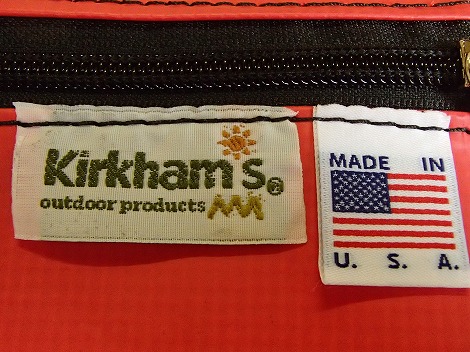 Kirkham's®
outdoor products
MADE IN
U. S. A.